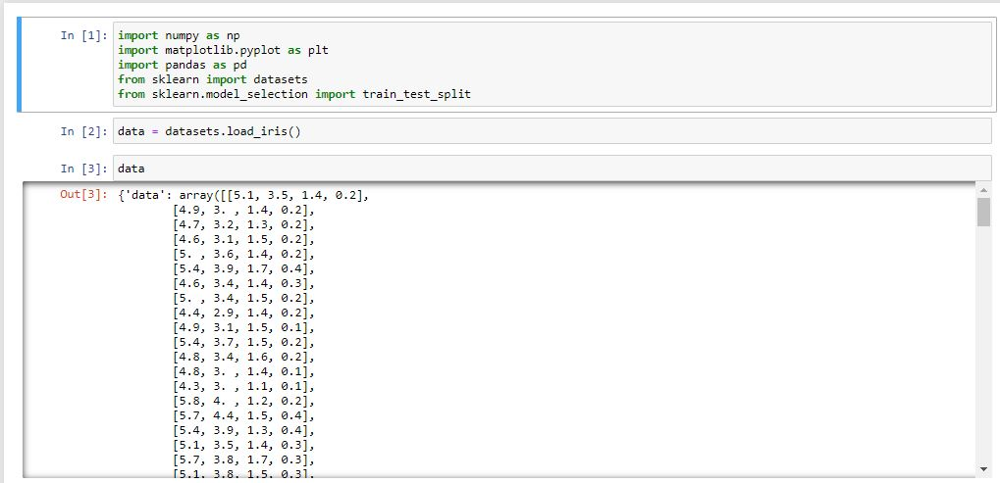 In [1]: import numpy as np
import matplotlib.pyplot as plt
import pandas as pd
from sklearn import datasets
from sklearn.model_selection import train_test_split
In [2]: data = datasets.load_iris()
In [3]: data
Out[3]: {'data': array([[5.1, 3.5, 1.4, 0.2],
[4.9, 3. , 1.4, 0.2],
[4.7, 3.2, 1.3, 0.2],
[4.6, 3.1, 1.5, 0.2],
[5. , 3.6, 1.4, 0.2],
[5.4, 3.9, 1.7, 0.4],
[4.6, 3.4, 1.4, 0.3],
[5. , 3.4, 1.5, 0.2],
[4.4, 2.9, 1.4, 0.2],
[4.9, 3.1, 1.5, 0.1],
[5.4, 3.7, 1.5, 0.2],
[4.8, 3.4, 1.6, 0.2],
[4.8, 3. , 1.4, 0.1],
[4.3, 3. , 1.1, 0.1],
[5.8, 4. , 1.2, 0.2],
[5.7, 4.4, 1.5, 0.4],
[5.4, 3.9, 1.3, 0.4],
[5.1, 3.5, 1.4, 0.3],
[5.7, 3.8, 1.7, 0.3],
[5.1, 3.8, 1.5, 0.3],